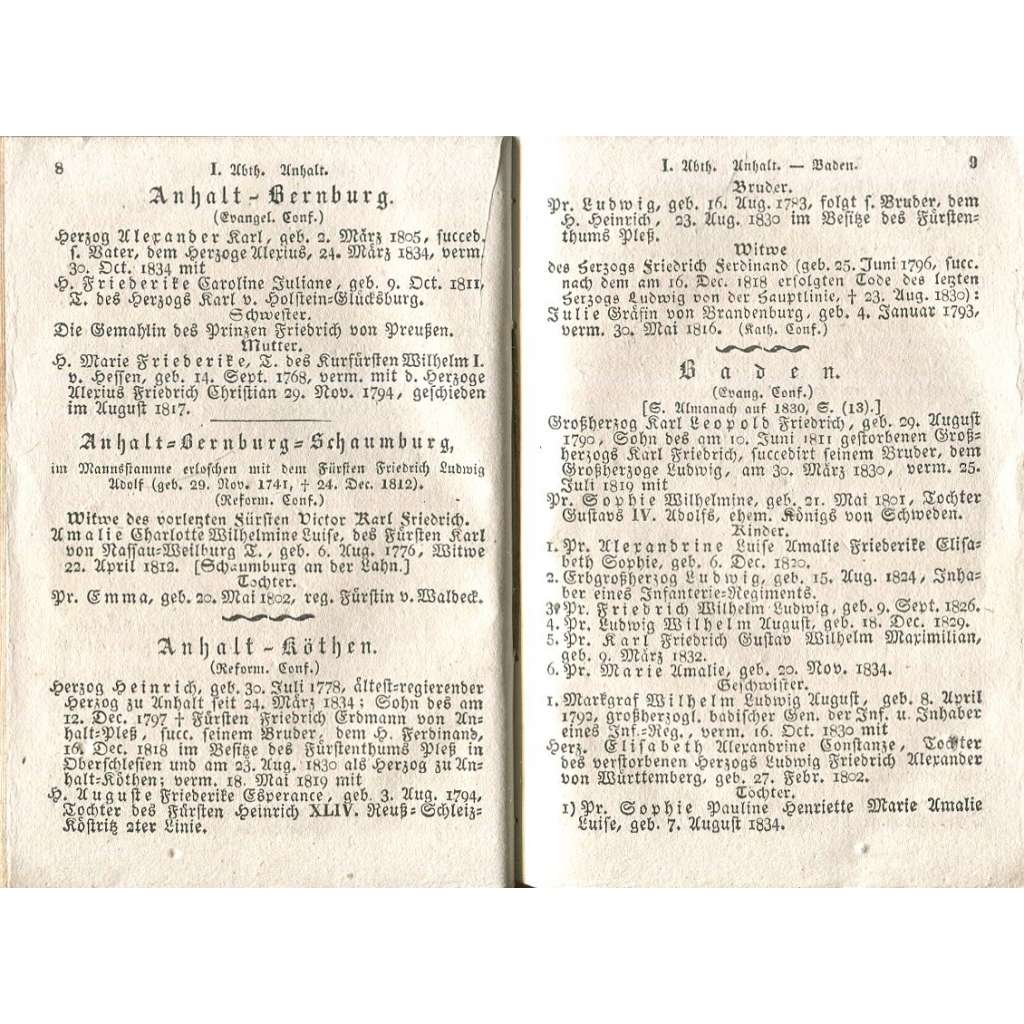 8
I. Abth. Anhalt.
Anhalt-Bernburg.
(Evangel. Conf.)
Herzog Alexander Karl, geb. 2. März 1805, succed.
s. Vater, dem Herzoge Alexius, 24. März 1834, verm.
30. Oct. 1834 mit
H. Friederike Caroline Juliane, geb. 9. Oct. 1811,
T. des Herzogs Karl v. Holstein-Glücksburg.
Schwester.
Die Gemahlin des Prinzen Friedrich von Preußen.
Mutter.
H. Marie Friederike, T. des Kurfürsten Wilhelm I.
v. Hessen, geb. 14. Sept. 1768, verm. mit d. Herzoge
Alexius Friedrich Christian 29. Nov. 1794, geschieden
im August 1817.
Anhalt-Bernburg-Schaumburg,
im Mannsstamme erloschen mit dem Fürsten Friedrich Ludwig
Adolf (geb. 29. Nov. 1741, † 24. Dec. 1812).
(Reform. Conf.)
Witwe des vorletzten Fürsten Victor Karl Friedrich.
Amalie Charlotte Wilhelmine Luise, des Fürsten Karl
von Nassau-Weilburg T., geb. 6. Aug. 1776, Witwe
22. April 1812. [Schaumburg an der Lahn.]
Tochter.
Pr. Emma, geb. 20. Mai 1802, reg. Fürstin v. Waldeck.
Anhalt-Köthen.
(Reform. Conf.)
Herzog Heinrich, geb. 30. Juli 1778, ältest-regierender
Herzog zu Anhalt seit 24. März 1834; Sohn des am
12. Dec. 1797 † Fürsten Friedrich Erdmann von An-
halt-Pleß, succ. seinem Bruder, dem H. Ferdinand,
16. Dec. 1818 im Besitze des Fürstenthums Pleß in
Oberschlesien und am 23. Aug. 1830 als Herzog zu An-
halt-Köthen; verm. 18. Mai 1819 mit
H. Auguste Friederike Esperance, geb. 3. Aug. 1794,
Tochter des Fürsten Heinrich XLIV. Reuß-Schleiz-
Köstritz 2ter Linie.
I. Abth. Anhalt. — Baden.
9
Bruder.
Pr. Ludwig, geb. 16. Aug. 1783, folgt s. Bruder, dem
H. Heinrich, 23. Aug. 1830 im Besitze des Fürsten-
thums Pleß.
Witwe
des Herzogs Friedrich Ferdinand (geb. 25. Juni 1796, succ.
nach dem am 16. Dec. 1818 erfolgten Tode des letzten
Herzogs Ludwig von der Hauptlinie, † 23. Aug. 1830):
Julie Gräfin von Brandenburg, geb. 4. Januar 1793,
verm. 30. Mai 1816. (Kath. Conf.)
Baden.
(Evang. Conf.)
[S. Almanach auf 1830, S. (13).]
Großherzog Karl Leopold Friedrich, geb. 29. August
1790, Sohn des am 10. Juni 1811 gestorbenen Groß-
herzogs Karl Friedrich, succedirt seinem Bruder, dem
Großherzoge Ludwig, am 30. März 1830, verm. 25.
Juli 1819 mit
Pr. Sophie Wilhelmine, geb. 21. Mai 1801, Tochter
Gustavs IV. Adolfs, ehem. Königs von Schweden.
Kinder.
1. Pr. Alexandrine Luise Amalie Friederike Elisa-
beth Sophie, geb. 6. Dec. 1820.
2. Erbgroßherzog Ludwig, geb. 15. Aug. 1824, Inha-
ber eines Infanterie-Regiments.
3. Pr. Friedrich Wilhelm Ludwig, geb. 9. Sept. 1826.
4. Pr. Ludwig Wilhelm August, geb. 18. Dec. 1829.
5. Pr. Karl Friedrich Gustav Wilhelm Maximilian,
geb. 9. März 1832.
6. Pr. Marie Amalie, geb. 20. Nov. 1834.
Geschwister.
1. Markgraf Wilhelm Ludwig August, geb. 8. April
1792, großherzogl. badischer Gen. der Inf. u. Inhaber
eines Inf.-Reg., verm. 16. Oct. 1830 mit
Herz. Elisabeth Alexandrine Constanze, Tochter
des verstorbenen Herzogs Ludwig Friedrich Alexander
von Württemberg, geb. 27. Febr. 1802.
Tochter.
1) Pr. Sophie Pauline Henriette Marie Amalie
Luise, geb. 7. August 1834.